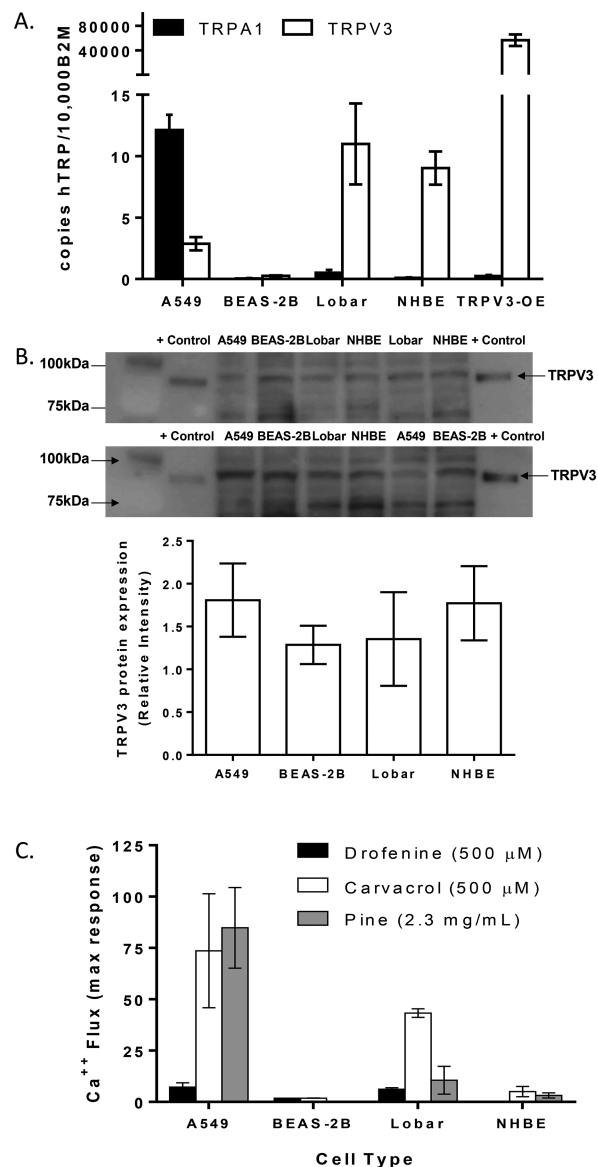 A.
TRPA1 TRPV3
80000
40000
15
10
5
0
copies hTRP/10,000B2M
A549 BEAS-2B Lobar NHBE TRPV3-OE
B.
+ Control A549 BEAS-2B Lobar NHBE Lobar NHBE + Control
100kDa
75kDa
TRPV3
+ Control A549 BEAS-2B Lobar NHBE A549 BEAS-2B + Control
100kDa
75kDa
TRPV3
2.5
2.0
1.5
1.0
0.5
0.0
TRPV3 protein expression
(Relative Intensity)
A549 BEAS-2B Lobar NHBE
C.
125
100
75
50
25
0
Ca++ Flux (max response)
Drofenine (500 µM)
Carvacrol (500 µM)
Pine (2.3 mg/mL)
A549 BEAS-2B Lobar NHBE
Cell Type